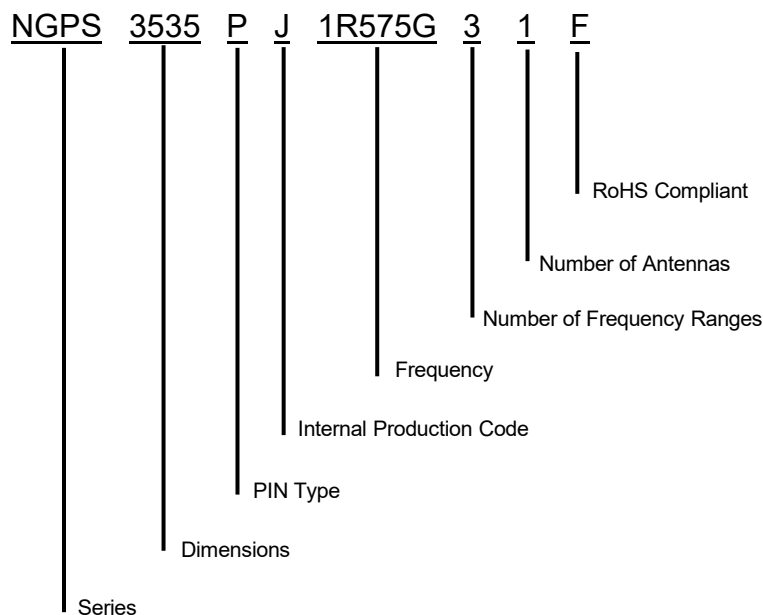 NGPS 3535 P J 1R575G 3 1 F
RoHS Compliant
Number of Antennas
Number of Frequency Ranges
Frequency
Internal Production Code
PIN Type
Dimensions
Series